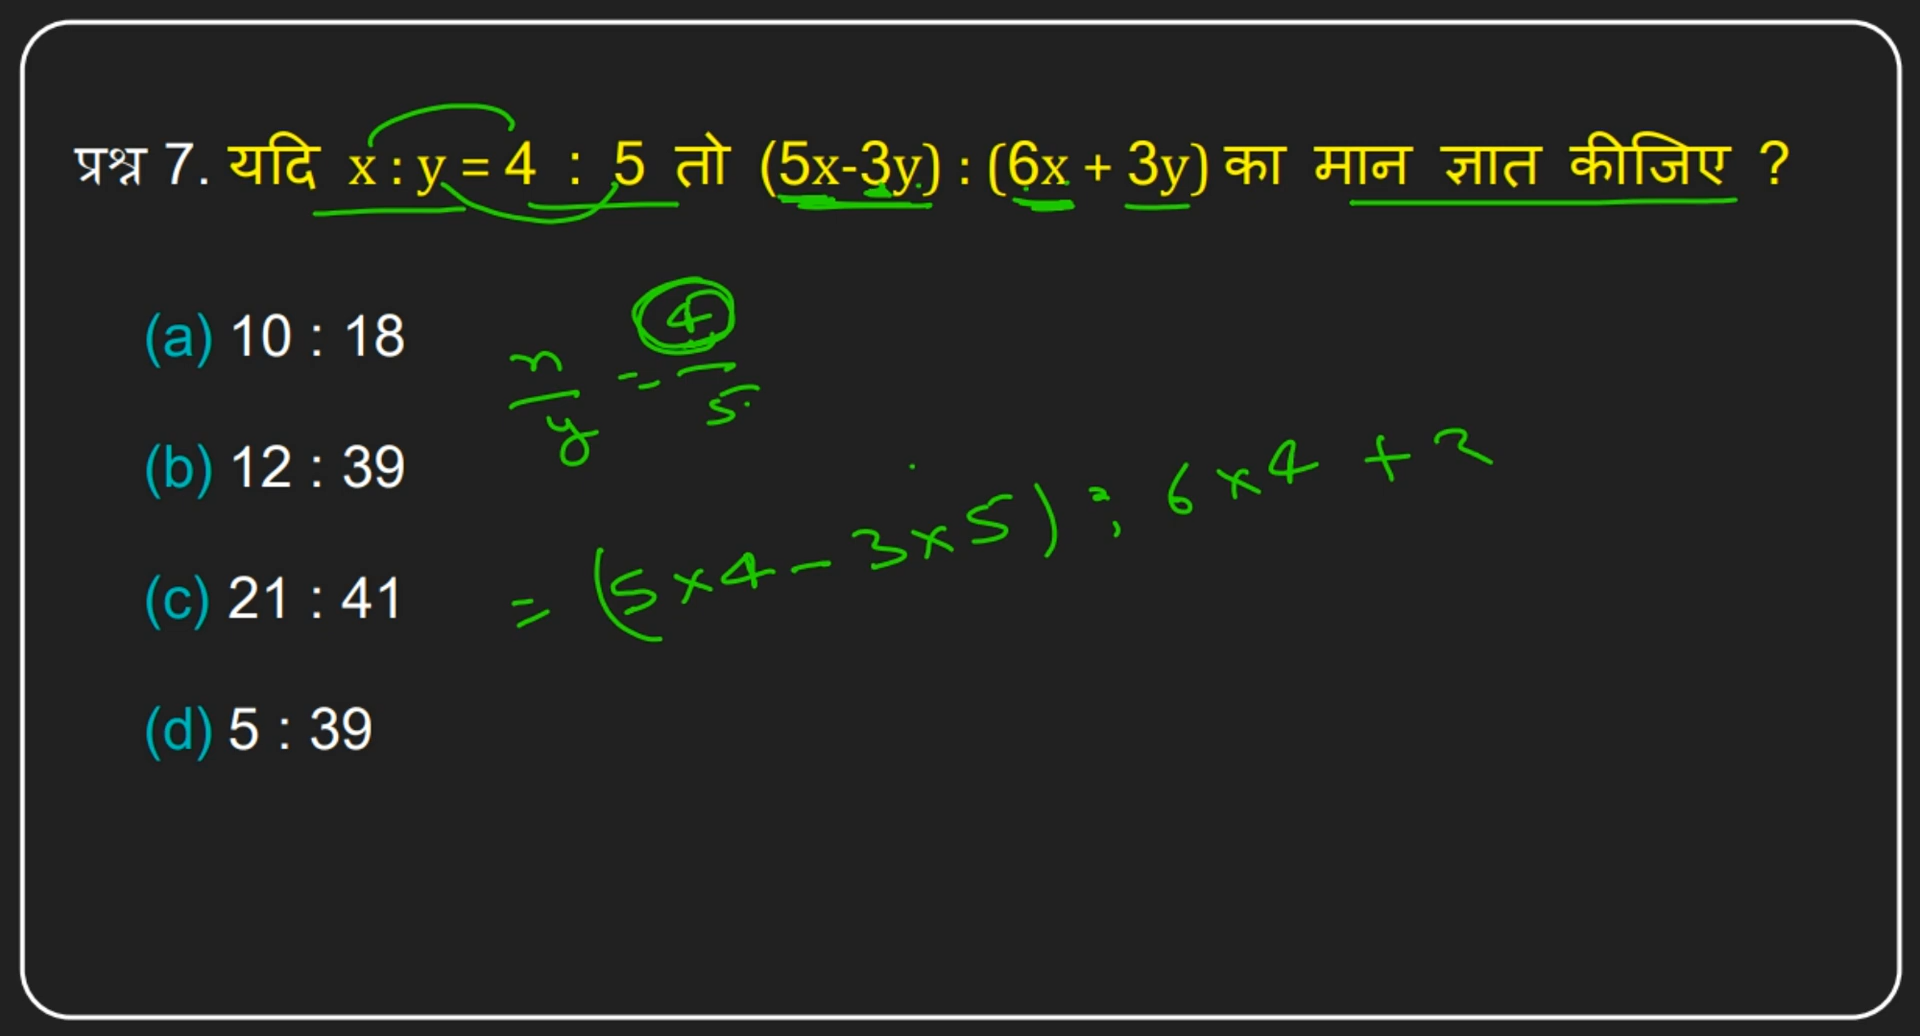 प्रश्न 7. यदि x : y = 4 : 5 तो (5x-3y) : (6x + 3y) का मान ज्ञात कीजिए ?
(a) 10 : 18
x/y = 4/5
(b) 12 : 39
= (5×4 - 3×5) : 6×4 + 3
(c) 21 : 41
(d) 5 : 39